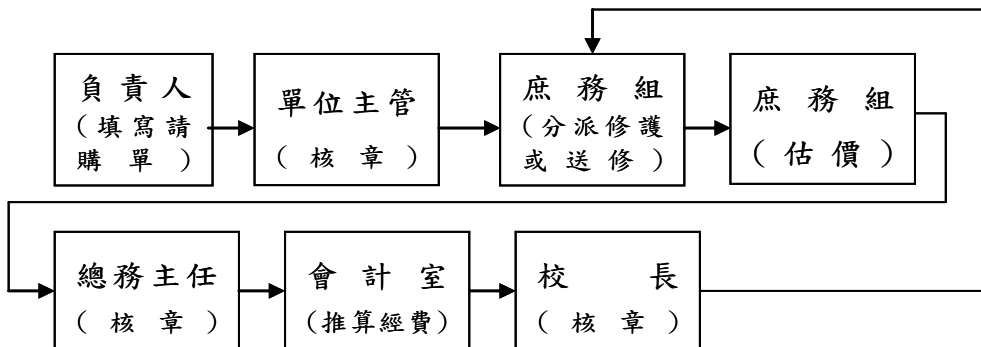 負責人
(填寫請
購單)
單位主管
(核章)
庶務組
(分派修護
或送修)
庶務組
(估價)
總務主任
(核章)
會計室
(推算經費)
校長
(核章)